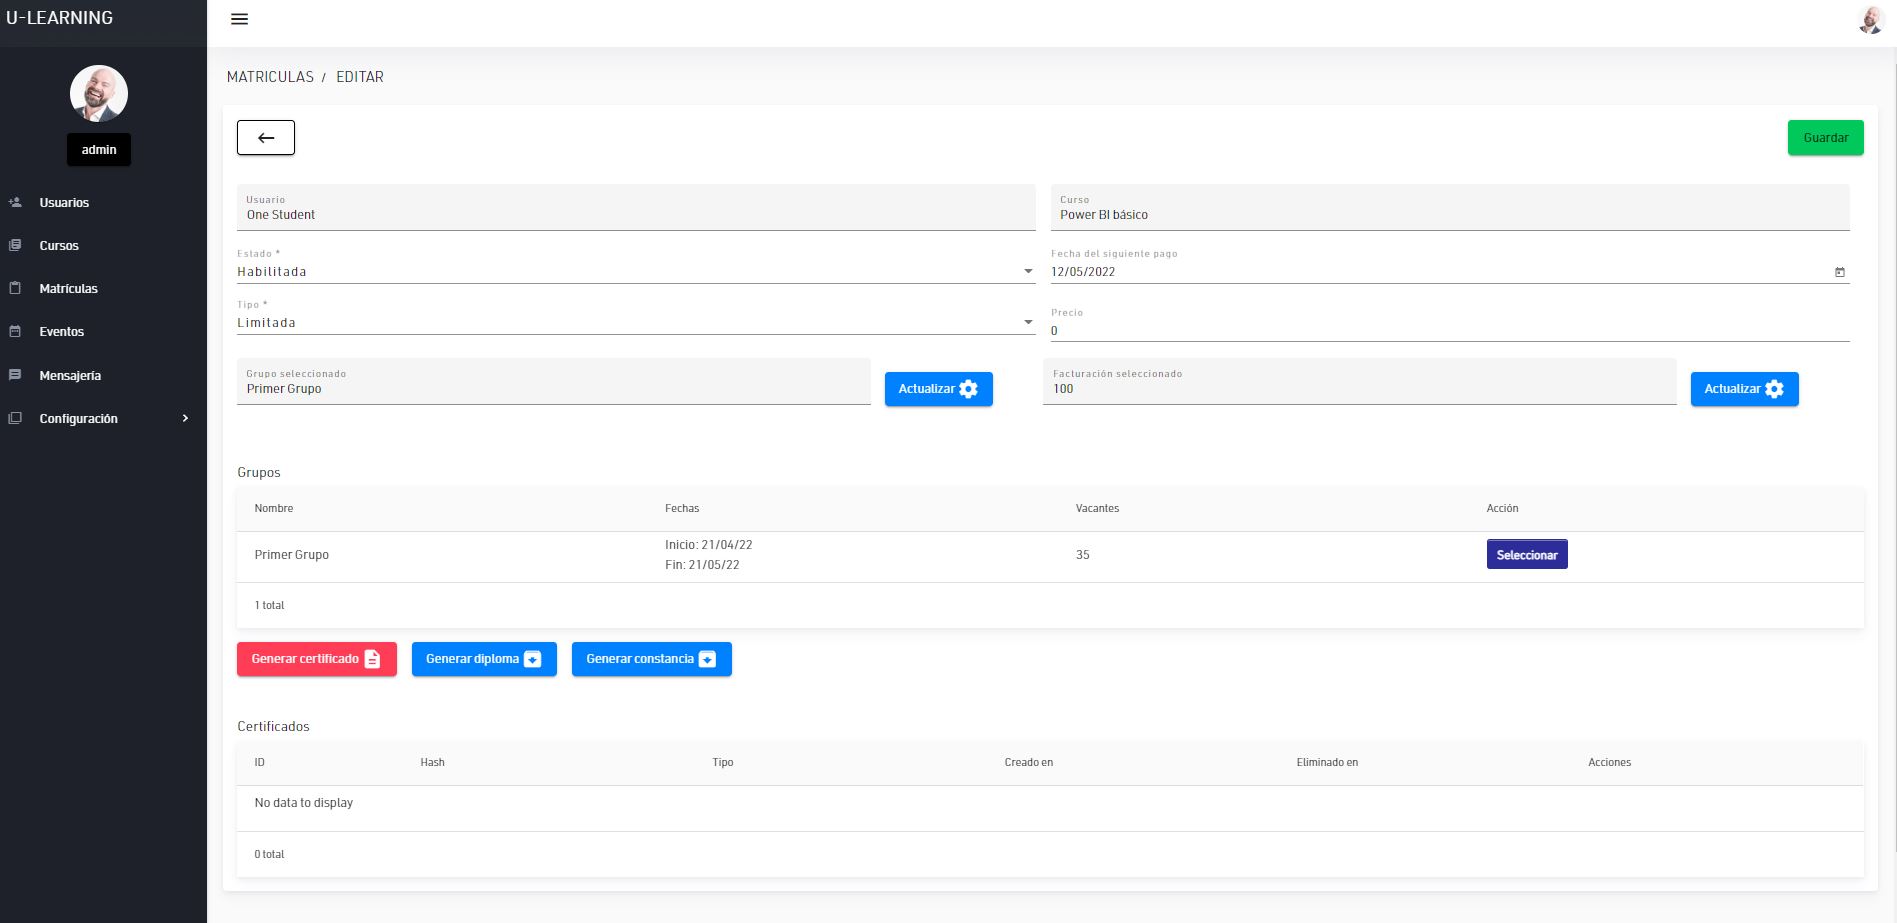 U-LEARNING
admin
Usuarios
Cursos
Matrículas
Eventos
Mensajería
Configuración
MATRICULAS / EDITAR
Guardar
Usuario
One Student
Curso
Power BI básico
Estado *
Habilitada
Fecha del siguiente pago
12/05/2022
Tipo *
Limitada
Precio
0
Grupo seleccionado
Primer Grupo
Actualizar
Facturación seleccionado
100
Actualizar
Grupos
Nombre Fechas Vacantes Acción
Primer Grupo Inicio: 21/04/22 35 Seleccionar
Fin: 21/05/22
1 total
Generar certificado Generar diploma Generar constancia
Certificados
ID Hash Tipo Creado en Eliminado en Acciones
No data to display
0 total